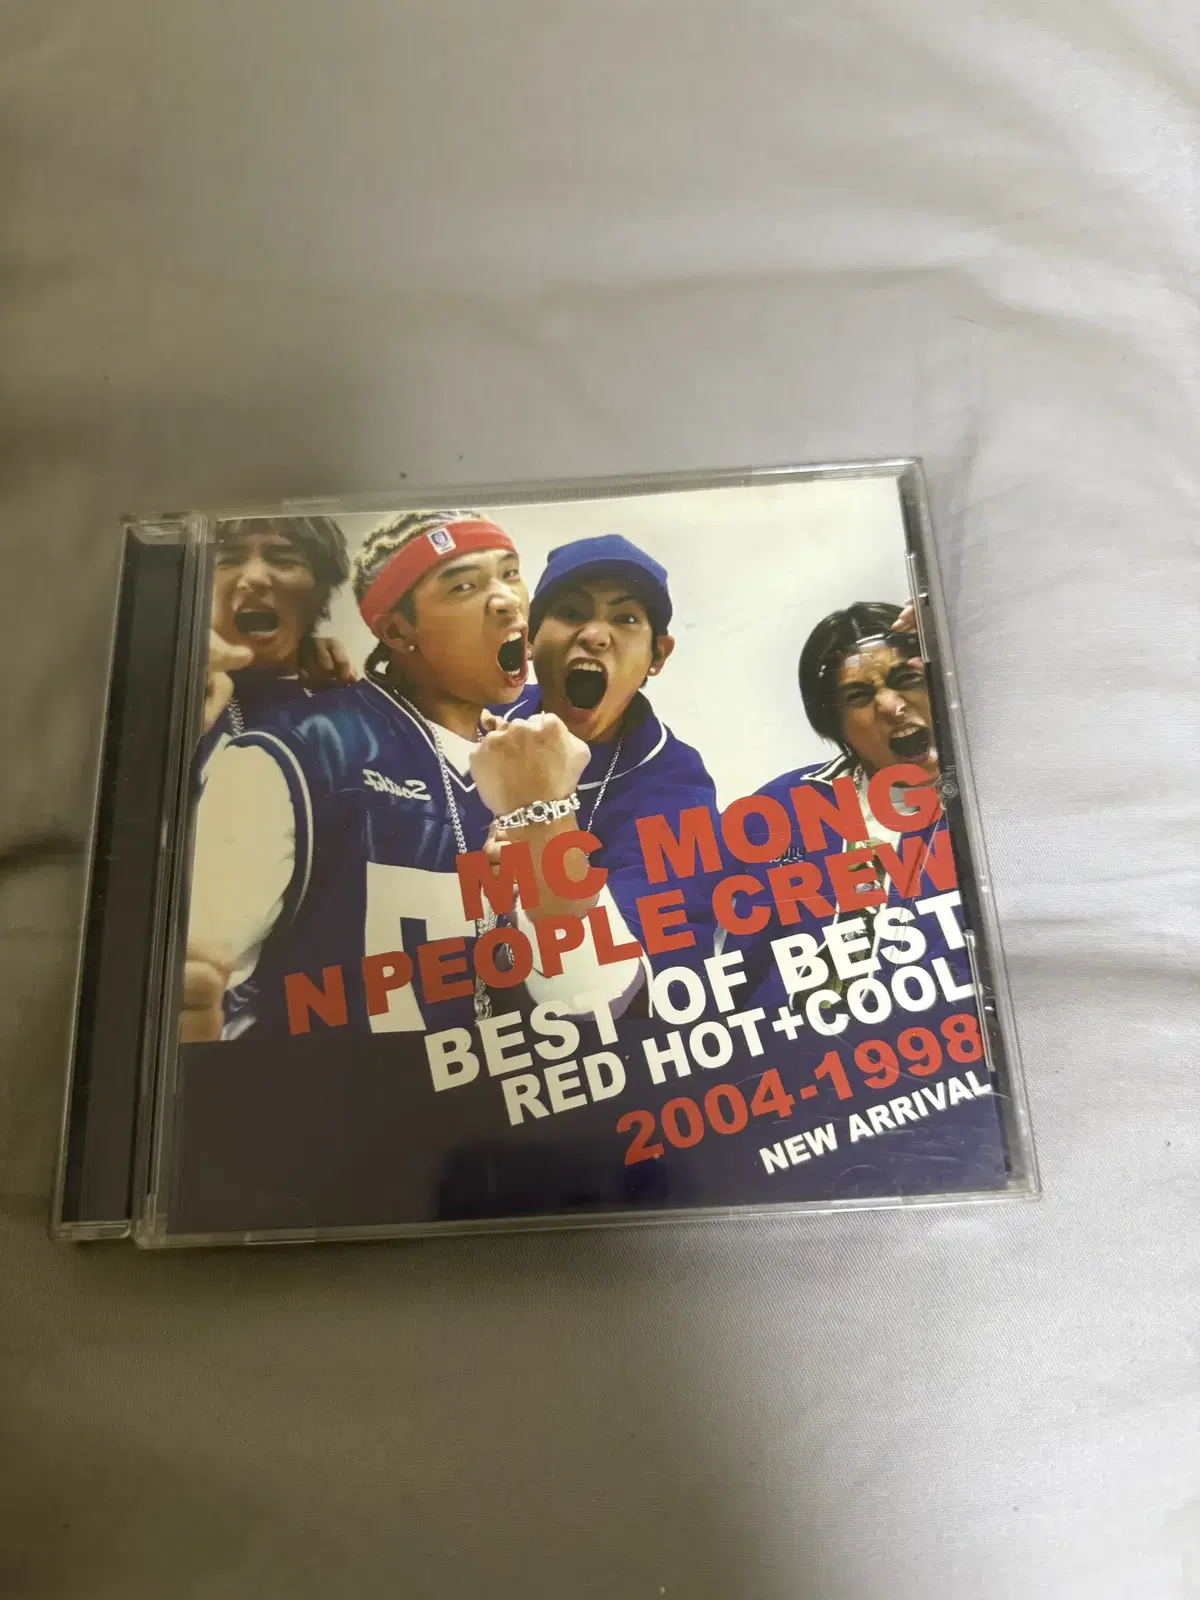 MC MONG
N PEOPLE CREW
BEST OF BEST
RED HOT+COOL
2004-1998
NEW ARRIVAL